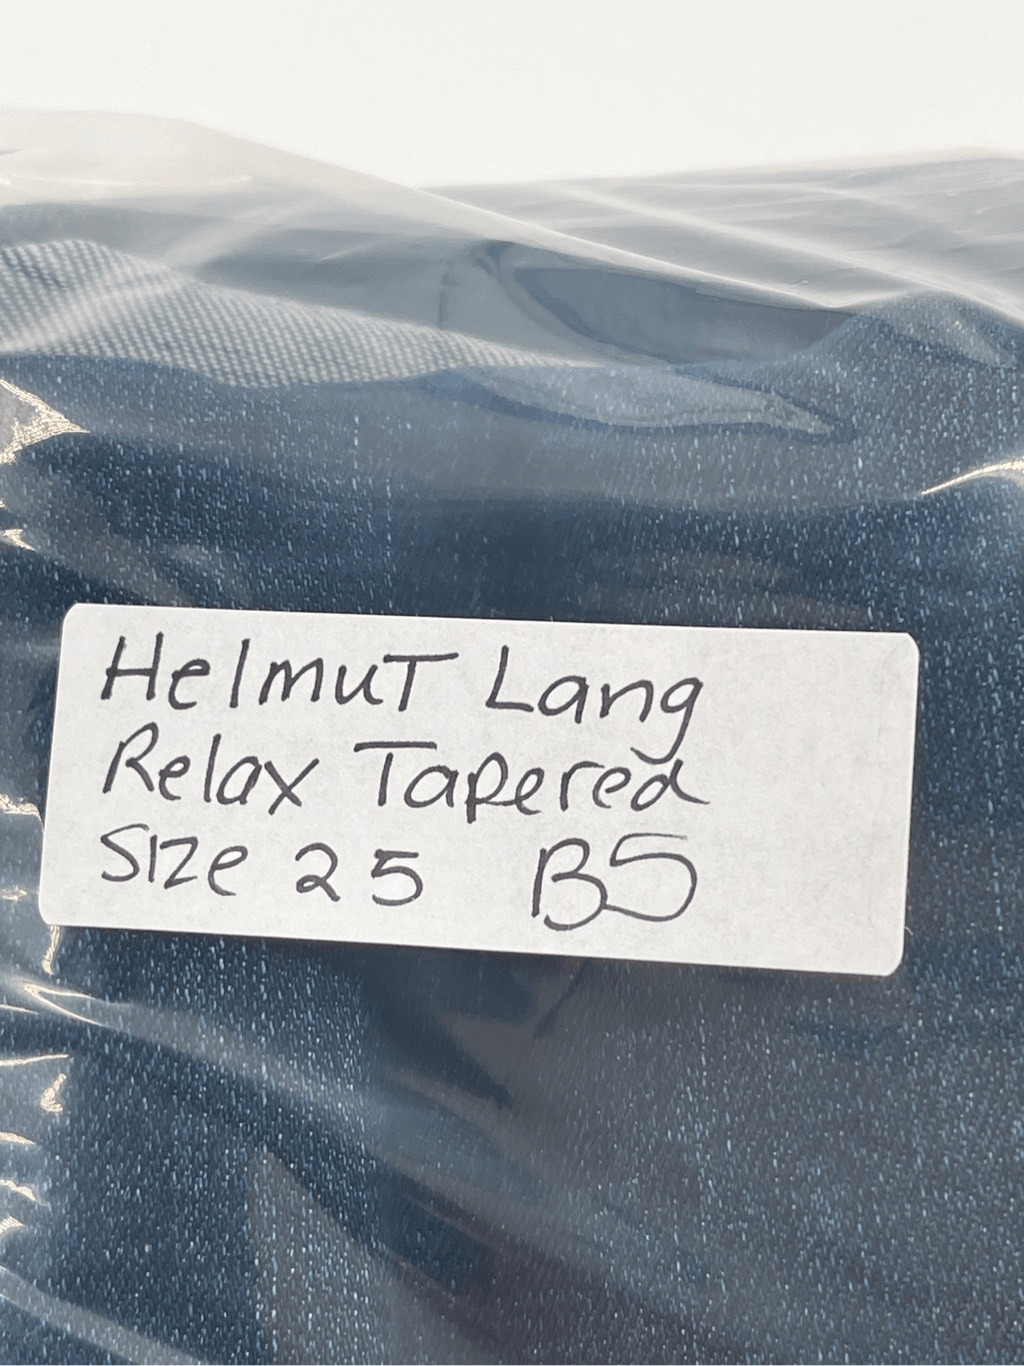 Helmut Lang
Relax Tapered
Size 25 B5